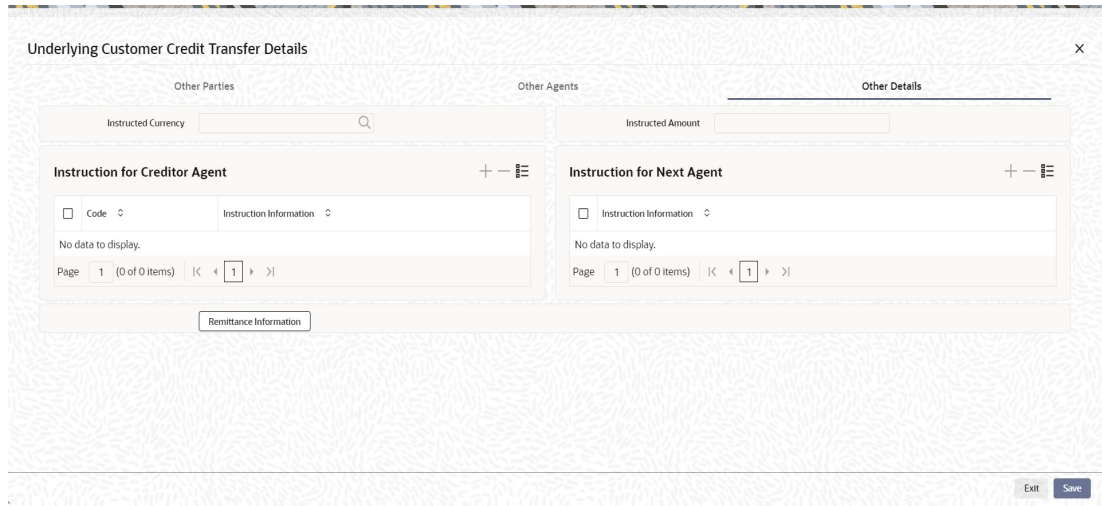 Underlying Customer Credit Transfer Details
Other Parties Other Agents Other Details
Instructed Currency Instructed Amount
Instruction for Creditor Agent Instruction for Next Agent
Code Instruction Information Instruction Information
No data to display. No data to display.
Page 1 (0 of 0 items) 1 Page 1 (0 of 0 items) 1
Remittance Information
Exit Save